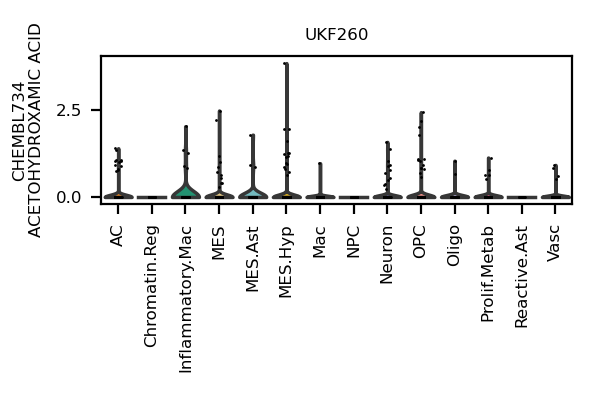 UKF260
CHEMBL734
ACETOHYDROXAMIC ACID
2.5
0.0
AC
Chromatin.Reg
Inflammatory.Mac
MES
MES.Ast
MES.Hyp
Mac
NPC
Neuron
OPC
Oligo
Prolif.Metab
Reactive.Ast
Vasc